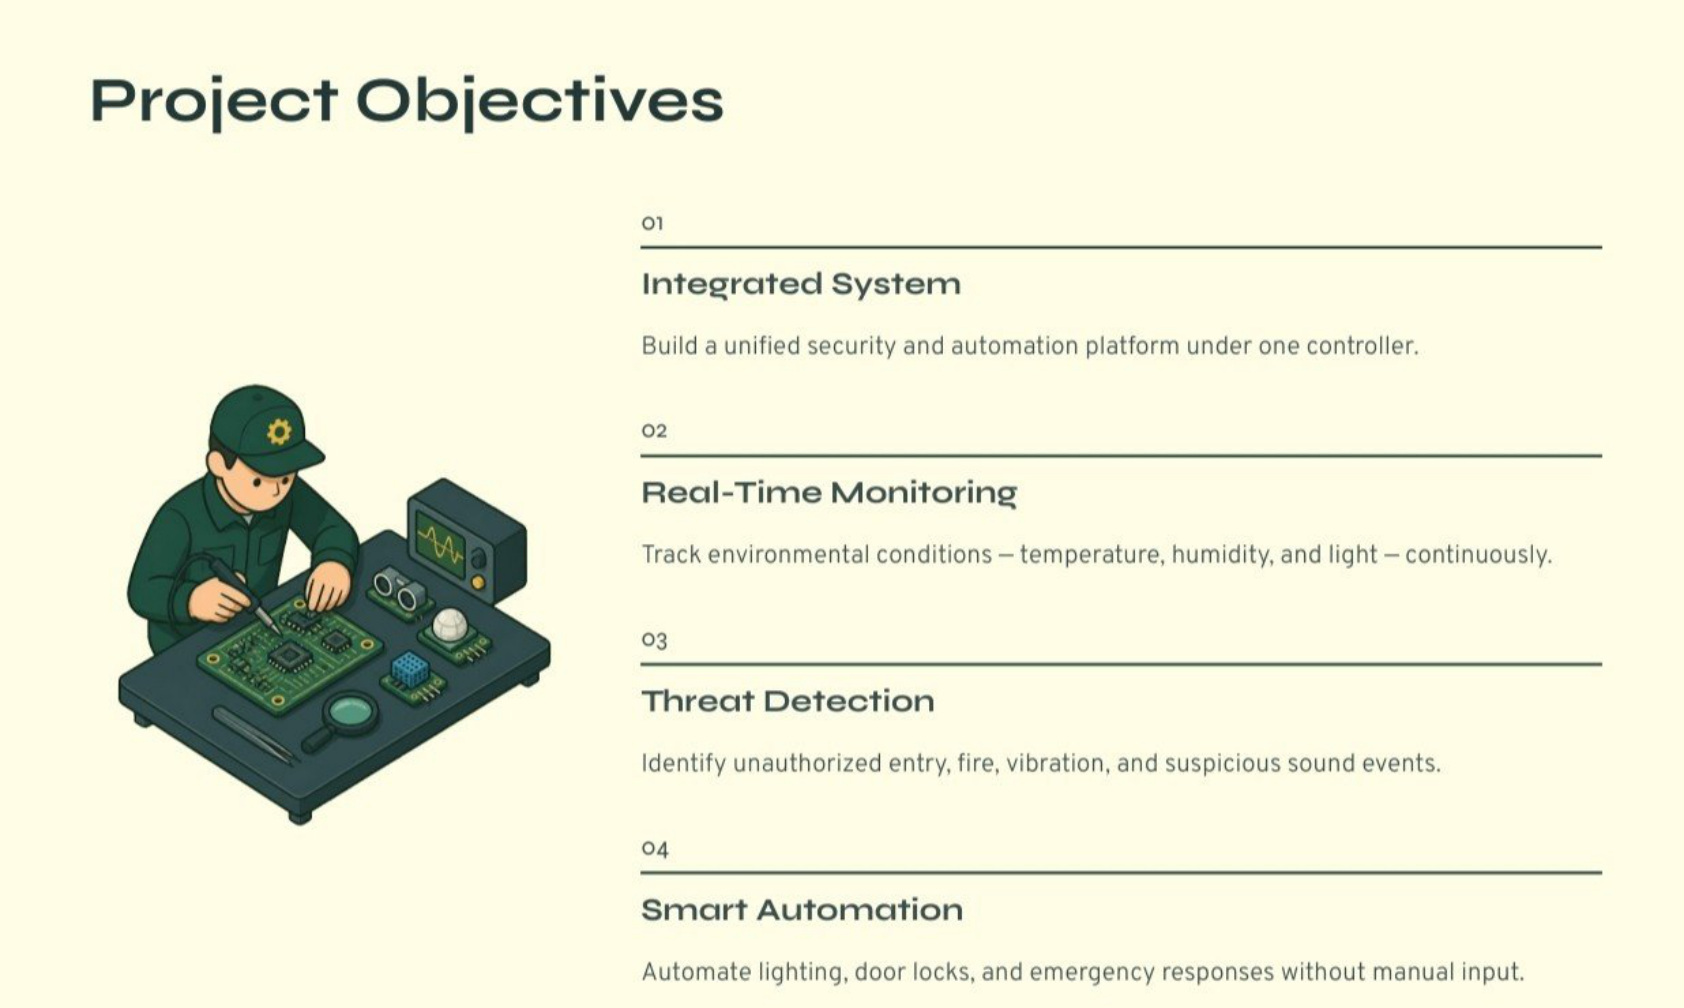 Project Objectives
01
Integrated System
Build a unified security and automation platform under one controller.
02
Real-Time Monitoring
Track environmental conditions — temperature, humidity, and light — continuously.
03
Threat Detection
Identify unauthorized entry, fire, vibration, and suspicious sound events.
04
Smart Automation
Automate lighting, door locks, and emergency responses without manual input.